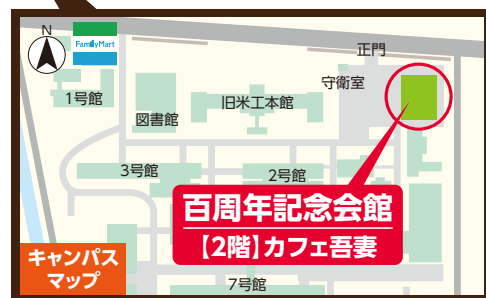 N
FamilyMart
正門
守衛室
1号館
図書館
旧米工本館
3号館
2号館
百周年記念会館
【2階】カフェ吾妻
キャンパス
マップ
7号館